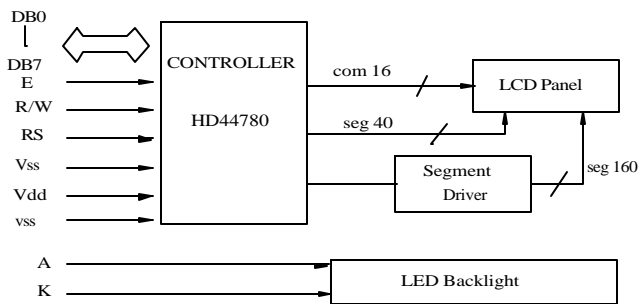 DB0
DB7
E
R/W
RS
Vss
Vdd
vss
CONTROLLER
HD44780
com 16
seg 40
LCD Panel
Segment
Driver
seg 160
A
K
LED Backlight